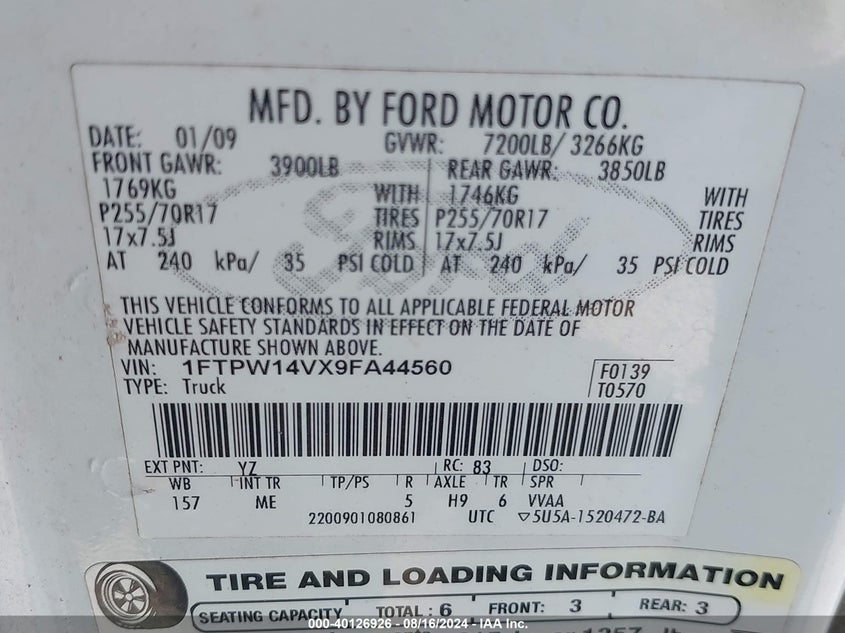 MFD. BY FORD MOTOR CO.
DATE: 01/09 GVWR: 7200LB/ 3266KG
FRONT GAWR: 3900LB REAR GAWR: 3850LB
1769KG WITH 1746KG WITH
P255/70R17 TIRES P255/70R17 TIRES
17x7.5J RIMS 17x7.5J RIMS
AT 240 kPa/ 35 PSI COLD AT 240 kPa/ 35 PSI COLD
Ford
THIS VEHICLE CONFORMS TO ALL APPLICABLE FEDERAL MOTOR
VEHICLE SAFETY STANDARDS IN EFFECT ON THE DATE OF
MANUFACTURE SHOWN ABOVE.
VIN: 1FTPW14VX9FA44560 F0139
TYPE: Truck T0570
EXT PNT: YZ RC: 83 DSO:
WB INT TR TP/PS R AXLE TR SPR
157 ME 5 H9 6 VVAA
2200901080861 UTC ▽5U5A-1520472-BA
TIRE AND LOADING INFORMATION
SEATING CAPACITY TOTAL : 6 FRONT: 3 REAR: 3
000-40126926 - 08/16/2024 - IAA Inc.